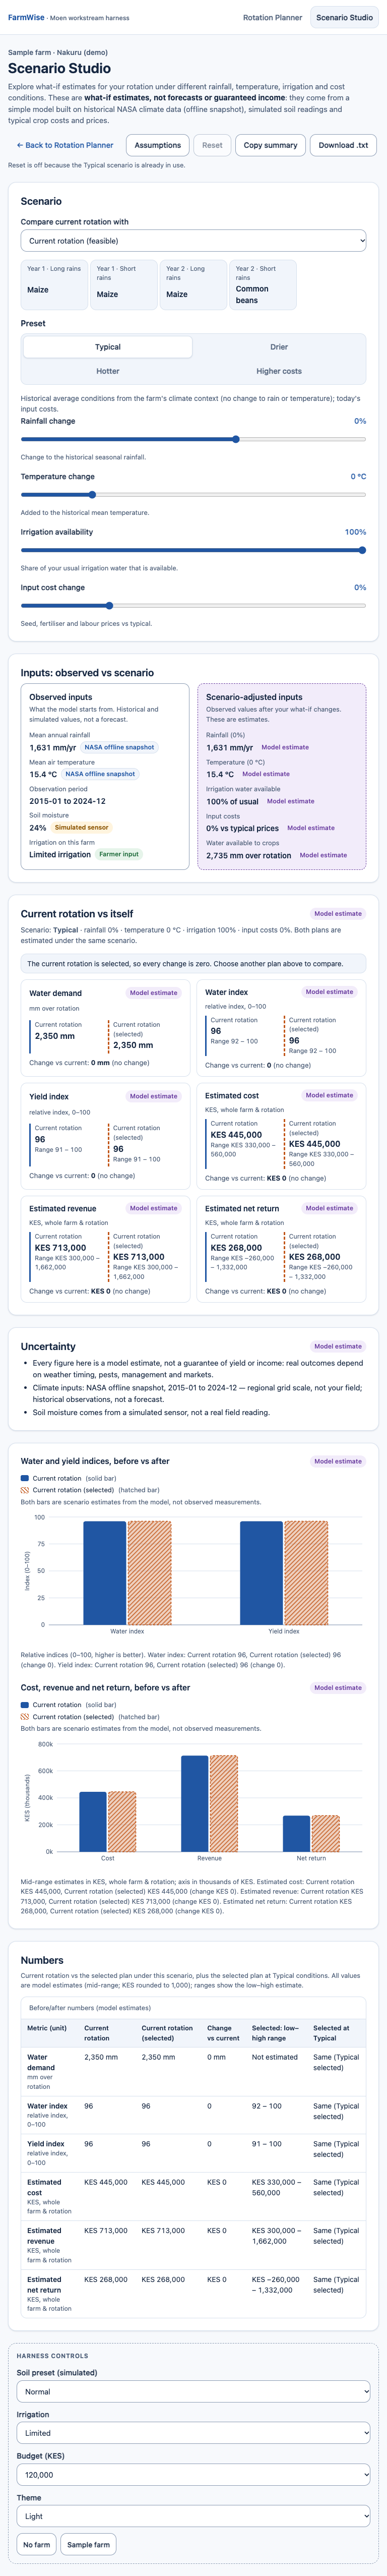 FarmWise · Moen workstream harness
Rotation Planner
Scenario Studio
Sample farm · Nakuru (demo)
Scenario Studio
Explore what-if estimates for your rotation under different rainfall, temperature, irrigation and cost
conditions. These are what-if estimates, not forecasts or guaranteed income: they come from a
simple model built on historical NASA climate data (offline snapshot), simulated soil readings and
typical crop costs and prices.
← Back to Rotation Planner
Assumptions
Reset
Copy summary
Download .txt
Reset is off because the Typical scenario is already in use.
Scenario
Compare current rotation with
Current rotation (feasible)
Year 1 · Long rains
Maize
Year 1 · Short
rains
Maize
Year 2 · Long
rains
Maize
Year 2 · Short
rains
Common
beans
Preset
Typical
Drier
Hotter
Higher costs
Historical average conditions from the farm's climate context (no change to rain or temperature); today's
input costs.
Rainfall change
0%
Change to the historical seasonal rainfall.
Temperature change
0 °C
Added to the historical mean temperature.
Irrigation availability
100%
Share of your usual irrigation water that is available.
Input cost change
0%
Seed, fertiliser and labour prices vs typical.
Inputs: observed vs scenario
Observed inputs
What the model starts from. Historical and
simulated values, not a forecast.
Mean annual rainfall
1,631 mm/yr NASA offline snapshot
Mean air temperature
15.4 °C NASA offline snapshot
Observation period
2015-01 to 2024-12
Soil moisture
24% Simulated sensor
Irrigation on this farm
Limited irrigation Farmer input
Scenario-adjusted inputs
Observed values after your what-if changes.
These are estimates.
Rainfall (0%)
1,631 mm/yr Model estimate
Temperature (0 °C)
15.4 °C Model estimate
Irrigation water available
100% of usual Model estimate
Input costs
0% vs typical prices Model estimate
Water available to crops
2,735 mm over rotation Model estimate
Current rotation vs itself
Model estimate
Scenario: Typical · rainfall 0% · temperature 0 °C · irrigation 100% · input costs 0%. Both plans are
estimated under the same scenario.
The current rotation is selected, so every change is zero. Choose another plan above to compare.
Water demand
Model estimate
mm over rotation
Current rotation
2,350 mm
Current rotation
(selected)
2,350 mm
Change vs current: 0 mm (no change)
Water index
Model estimate
relative index, 0–100
Current rotation
96
Range 92 – 100
Current rotation
(selected)
96
Range 92 – 100
Change vs current: 0 (no change)
Yield index
Model estimate
relative index, 0–100
Current rotation
96
Range 91 – 100
Current rotation
(selected)
96
Range 91 – 100
Change vs current: 0 (no change)
Estimated cost
Model estimate
KES, whole farm & rotation
Current rotation
KES 445,000
Range KES 330,000 –
560,000
Current rotation
(selected)
KES 445,000
Range KES 330,000 –
560,000
Change vs current: KES 0 (no change)
Estimated revenue
Model estimate
KES, whole farm & rotation
Current rotation
KES 713,000
Range KES 300,000 –
1,662,000
Current rotation
(selected)
KES 713,000
Range KES 300,000 –
1,662,000
Change vs current: KES 0 (no change)
Estimated net return
Model estimate
KES, whole farm & rotation
Current rotation
KES 268,000
Range KES −260,000
– 1,332,000
Current rotation
(selected)
KES 268,000
Range KES −260,000
– 1,332,000
Change vs current: KES 0 (no change)
Uncertainty
Model estimate
• Every figure here is a model estimate, not a guarantee of yield or income: real outcomes depend
on weather timing, pests, management and markets.
• Climate inputs: NASA offline snapshot, 2015-01 to 2024-12 — regional grid scale, not your field;
historical observations, not a forecast.
• Soil moisture comes from a simulated sensor, not a real field reading.
Water and yield indices, before vs after
Model estimate
Current rotation (solid bar)
Current rotation (selected) (hatched bar)
Both bars are scenario estimates from the model, not observed measurements.
Index (0–100)
100
75
50
25
0
Water index
Yield index
Relative indices (0–100, higher is better). Water index: Current rotation 96, Current rotation (selected) 96
(change 0). Yield index: Current rotation 96, Current rotation (selected) 96 (change 0).
Cost, revenue and net return, before vs after
Model estimate
Current rotation (solid bar)
Current rotation (selected) (hatched bar)
Both bars are scenario estimates from the model, not observed measurements.
KES (thousands)
800k
600k
400k
200k
0k
Cost
Revenue
Net return
Mid-range estimates in KES, whole farm & rotation; axis in thousands of KES. Estimated cost: Current rotation
KES 445,000, Current rotation (selected) KES 445,000 (change KES 0). Estimated revenue: Current rotation KES
713,000, Current rotation (selected) KES 713,000 (change KES 0). Estimated net return: Current rotation KES
268,000, Current rotation (selected) KES 268,000 (change KES 0).
Numbers
Current rotation vs the selected plan under this scenario, plus the selected plan at Typical conditions. All values
are model estimates (mid-range; KES rounded to 1,000); ranges show the low–high estimate.
Before/after numbers (model estimates)
Metric (unit)
Current
rotation
Current rotation
(selected)
Change
vs current
Selected: low–
high range
Selected at
Typical
Water
demand
mm over
rotation
2,350 mm
2,350 mm
0 mm
Not estimated
Same (Typical
selected)
Water index
relative index,
0–100
96
96
0
92 – 100
Same (Typical
selected)
Yield index
relative index,
0–100
96
96
0
91 – 100
Same (Typical
selected)
Estimated
cost
KES, whole
farm & rotation
KES 445,000
KES 445,000
KES 0
KES 330,000 –
560,000
Same (Typical
selected)
Estimated
revenue
KES, whole
farm & rotation
KES 713,000
KES 713,000
KES 0
KES 300,000 –
1,662,000
Same (Typical
selected)
Estimated
net return
KES, whole
farm & rotation
KES 268,000
KES 268,000
KES 0
KES −260,000
– 1,332,000
Same (Typical
selected)
HARNESS CONTROLS
Soil preset (simulated)
Normal
Irrigation
Limited
Budget (KES)
120,000
Theme
Light
No farm
Sample farm